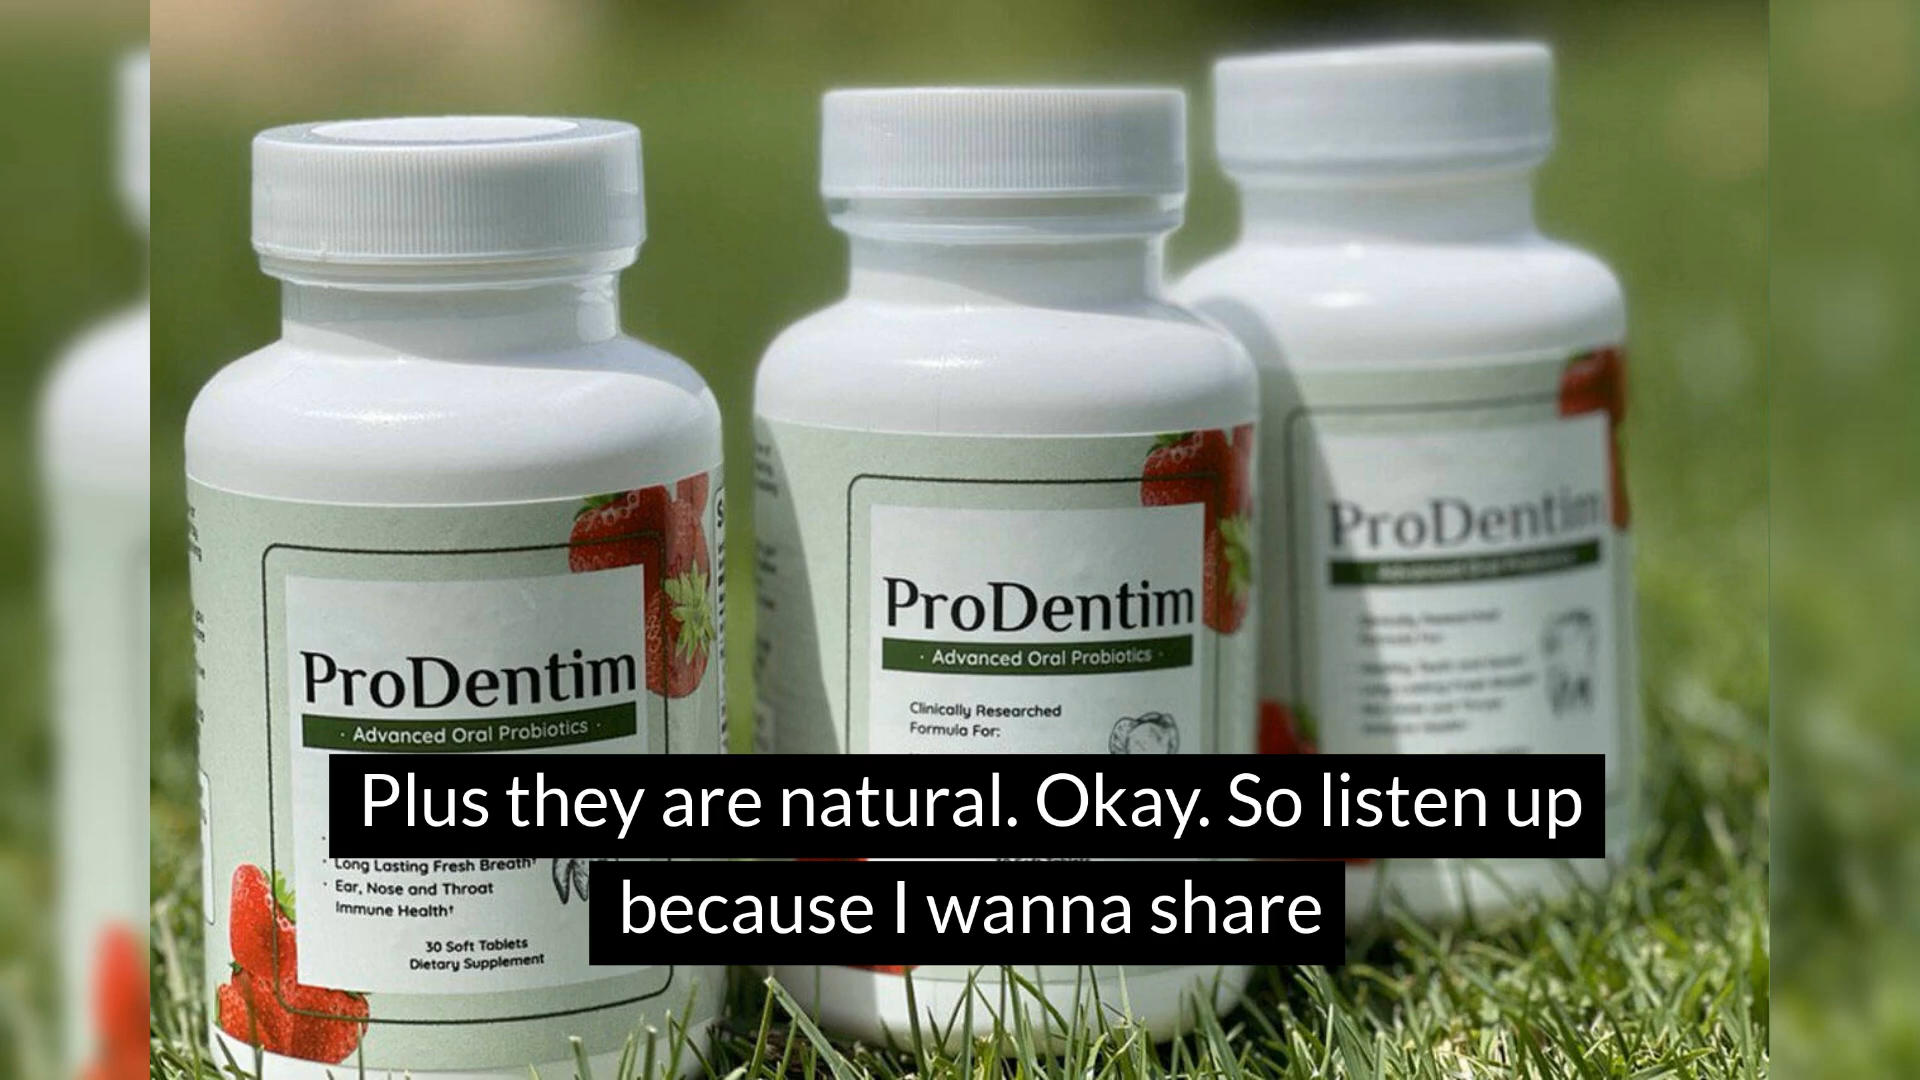 ProDentim
· Advanced Oral Probiotics ·
Long Lasting Fresh Breath†
· Ear, Nose and Throat
Immune Health†
30 Soft Tablets
Dietary Supplement
ProDentim
· Advanced Oral Probiotics ·
Clinically Researched
Formula For:
ProDentim
Plus they are natural. Okay. So listen up
because I wanna share